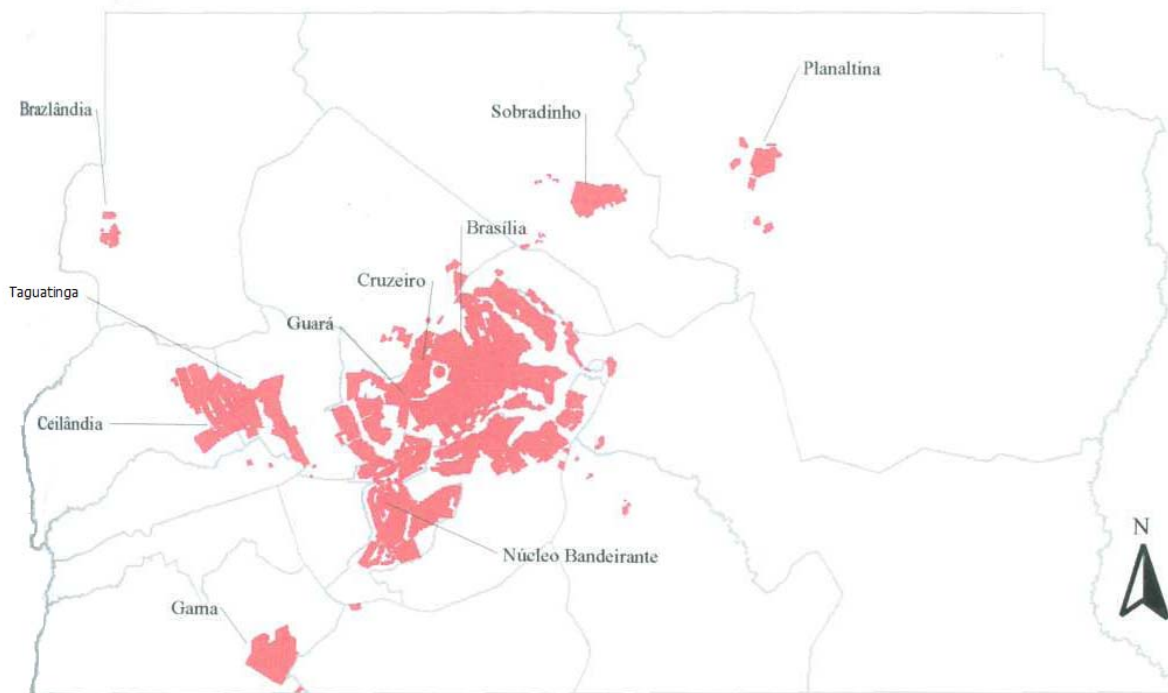 Planaltina
Brazlândia
Sobradinho
Brasília
Cruzeiro
Taguatinga
Guará
Ceilândia
N
Núcleo Bandeirante
Gama